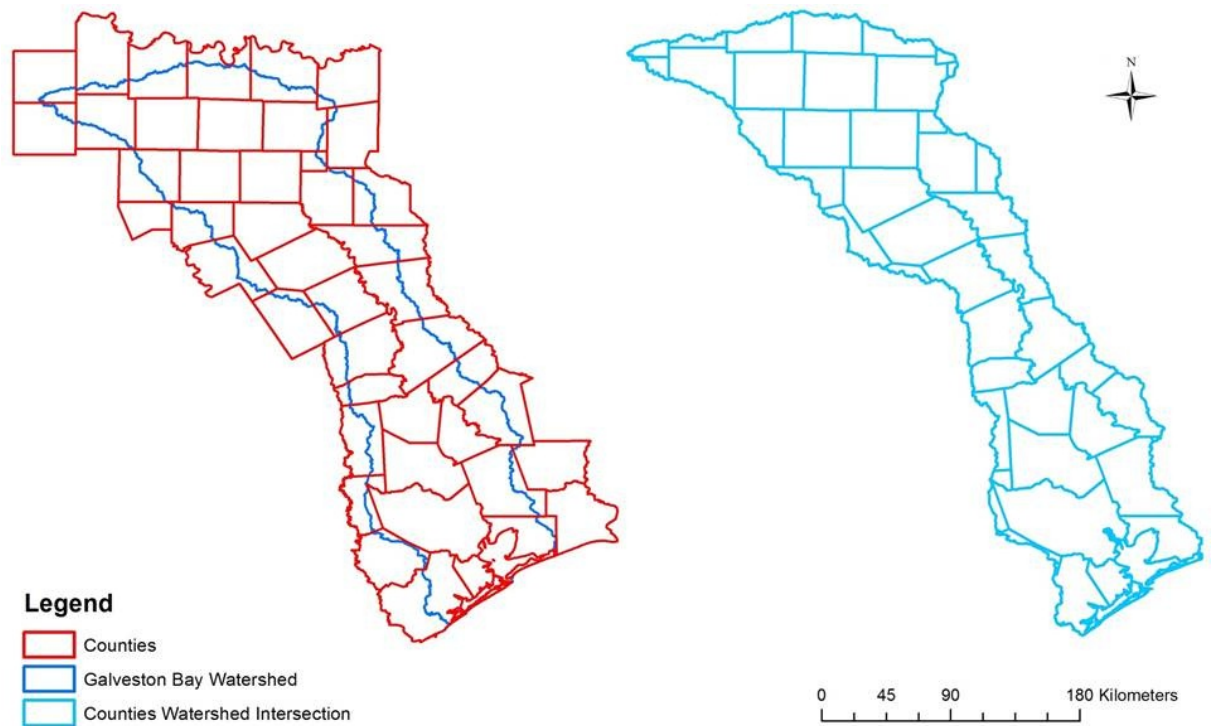 N
Legend
Counties
Galveston Bay Watershed
Counties Watershed Intersection
0 45 90 180 Kilometers